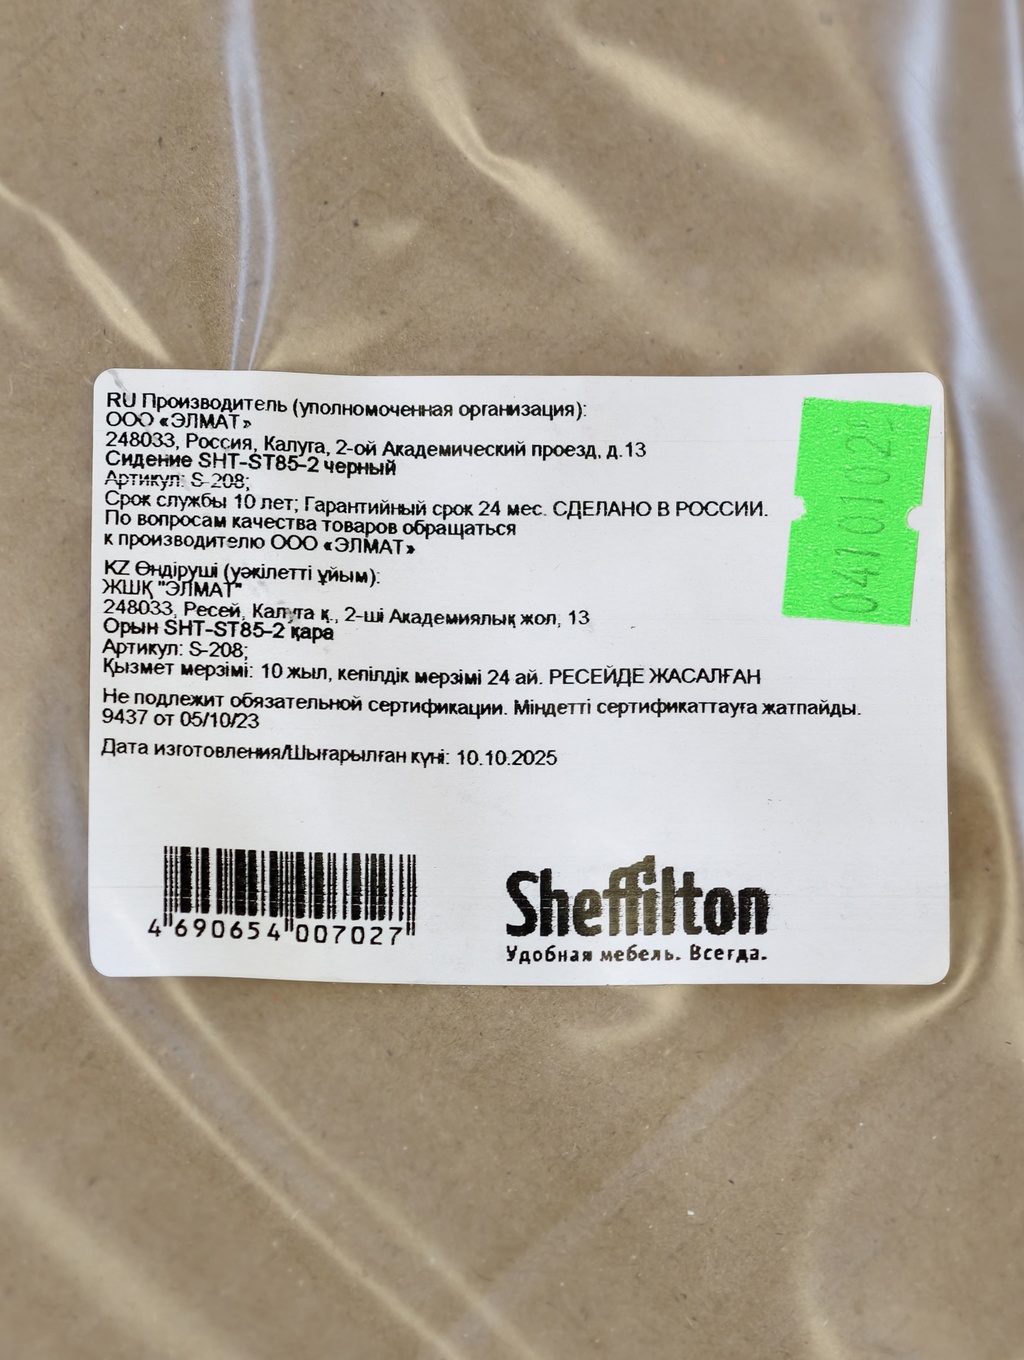 RU Производитель (уполномоченная организация):
ООО «ЭЛМАТ»
248033, Россия, Калуга, 2-ой Академический проезд, д.13
Сидение SHT-ST85-2 черный
Артикул: S-208;
Срок службы 10 лет; Гарантийный срок 24 мес. СДЕЛАНО В РОССИИ.
По вопросам качества товаров обращаться
к производителю ООО «ЭЛМАТ»
KZ Өндіруші (уәкілетті ұйым):
ЖШҚ "ЭЛМАТ"
248033, Ресей, Калуга қ., 2-ші Академиялық жол, 13
Орын SHT-ST85-2 қара
Артикул: S-208;
Қызмет мерзімі: 10 жыл, кепілдік мерзімі 24 ай. РЕСЕЙДЕ ЖАСАЛҒАН
Не подлежит обязательной сертификации. Міндетті сертификаттауға жатпайды.
9437 от 05/10/23
Дата изготовления/Шығарылған күні: 10.10.2025
4 690654 007027
Sheffilton
Удобная мебель. Всегда.